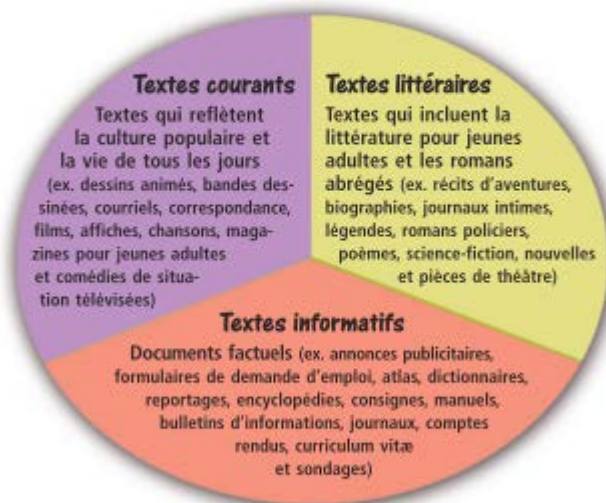 Textes courants
Textes qui reflètent
la culture populaire et
la vie de tous les jours
(ex. dessins animés, bandes des-
sinées, courriels, correspondance,
films, affiches, chansons, maga-
zines pour jeunes adultes
et comédies de situa-
tion télévisées)
Textes littéraires
Textes qui incluent la
littérature pour jeunes
adultes et les romans
abrégés (ex. récits d'aventures,
biographies, journaux intimes,
légendes, romans policiers,
poèmes, science-fiction, nouvelles
et pièces de théâtre)
Textes informatifs
Documents factuels (ex. annonces publicitaires,
formulaires de demande d'emploi, atlas, dictionnaires,
reportages, encyclopédies, consignes, manuels,
bulletins d'informations, journaux, comptes
rendus, curriculum vitæ
et sondages)